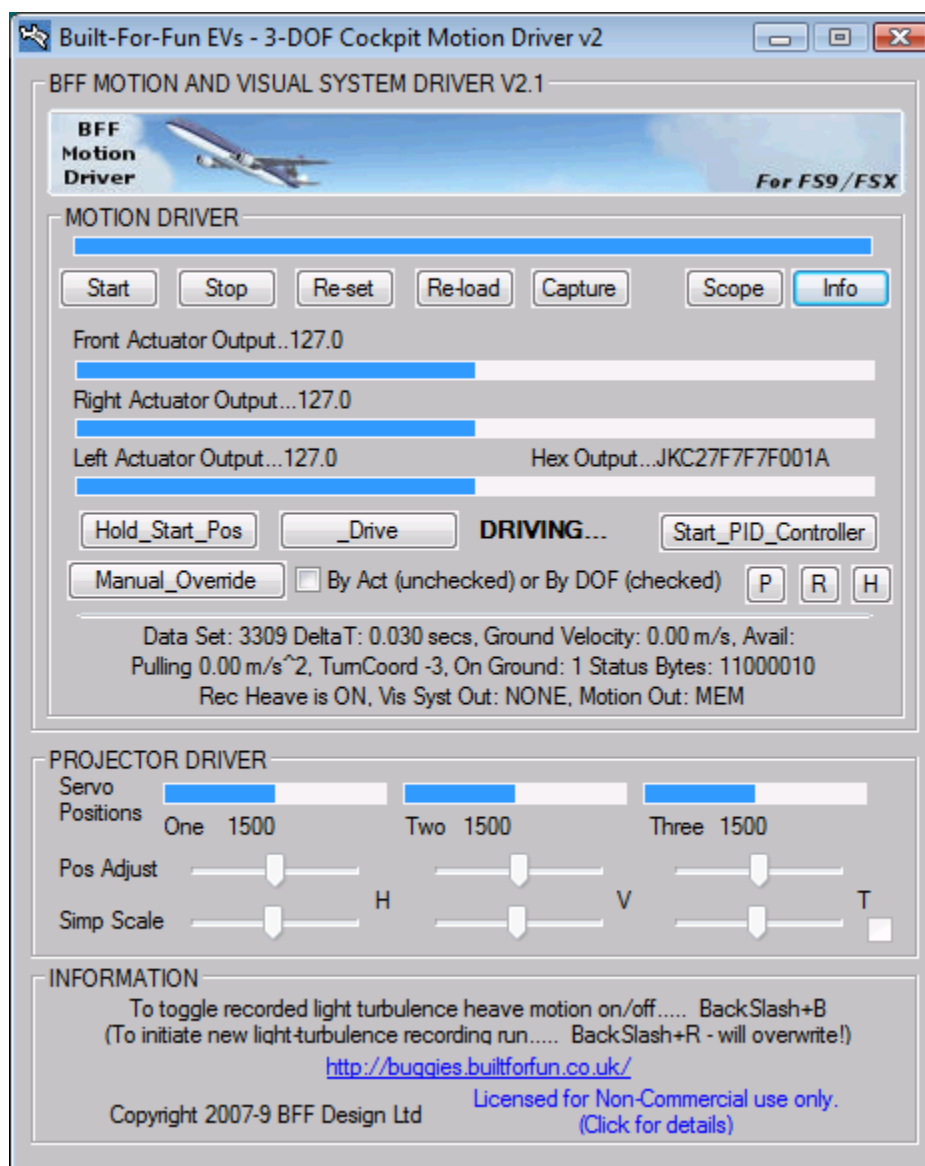 Built-For-Fun EVs - 3-DOF Cockpit Motion Driver v2
BFF MOTION AND VISUAL SYSTEM DRIVER V2.1
BFF
Motion
Driver
For FS9/FSX
MOTION DRIVER
Start Stop Re-set Re-load Capture Scope Info
Front Actuator Output..127.0
Right Actuator Output...127.0
Left Actuator Output...127.0 Hex Output...JKC27F7F7F001A
Hold_Start_Pos _Drive DRIVING... Start_PID_Controller
Manual_Override By Act (unchecked) or By DOF (checked) P R H
Data Set: 3309 DeltaT: 0.030 secs, Ground Velocity: 0.00 m/s, Avail:
Pulling 0.00 m/s^2, TurnCoord -3, On Ground: 1 Status Bytes: 11000010
Rec Heave is ON, Vis Syst Out: NONE, Motion Out: MEM
PROJECTOR DRIVER
Servo
Positions
One 1500 Two 1500 Three 1500
Pos Adjust
H V T
Simp Scale
INFORMATION
To toggle recorded light turbulence heave motion on/off..... BackSlash+B
(To initiate new light-turbulence recording run..... BackSlash+R - will overwrite!)
http://buggies.builtforfun.co.uk/
Copyright 2007-9 BFF Design Ltd
Licensed for Non-Commercial use only.
(Click for details)